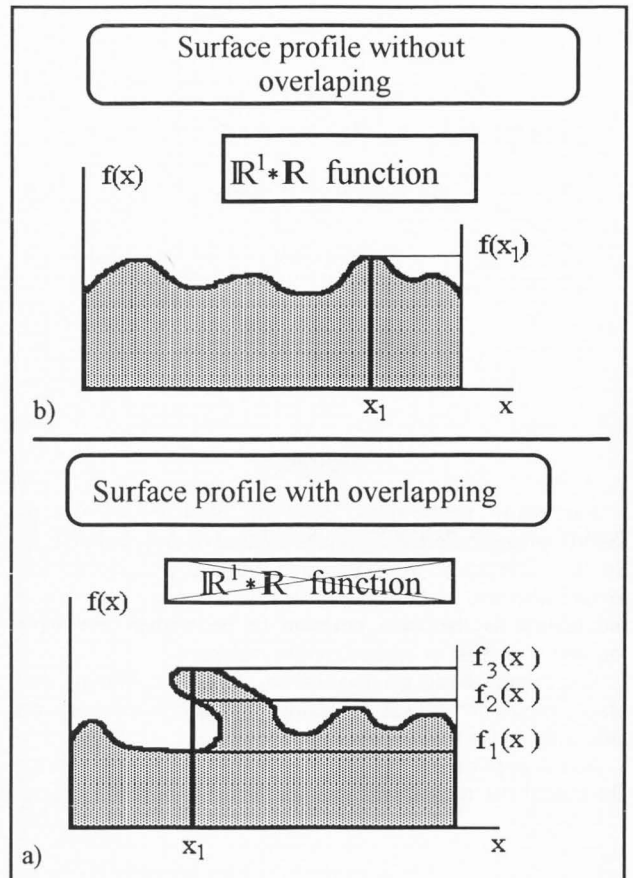 Surface profile without
overlaping
ℝ¹*R function
f(x)
f(x₁)
x₁
x
b)
Surface profile with overlapping
ℝ¹*R function
f(x)
f₃(x)
f₂(x)
f₁(x)
x₁
x
a)